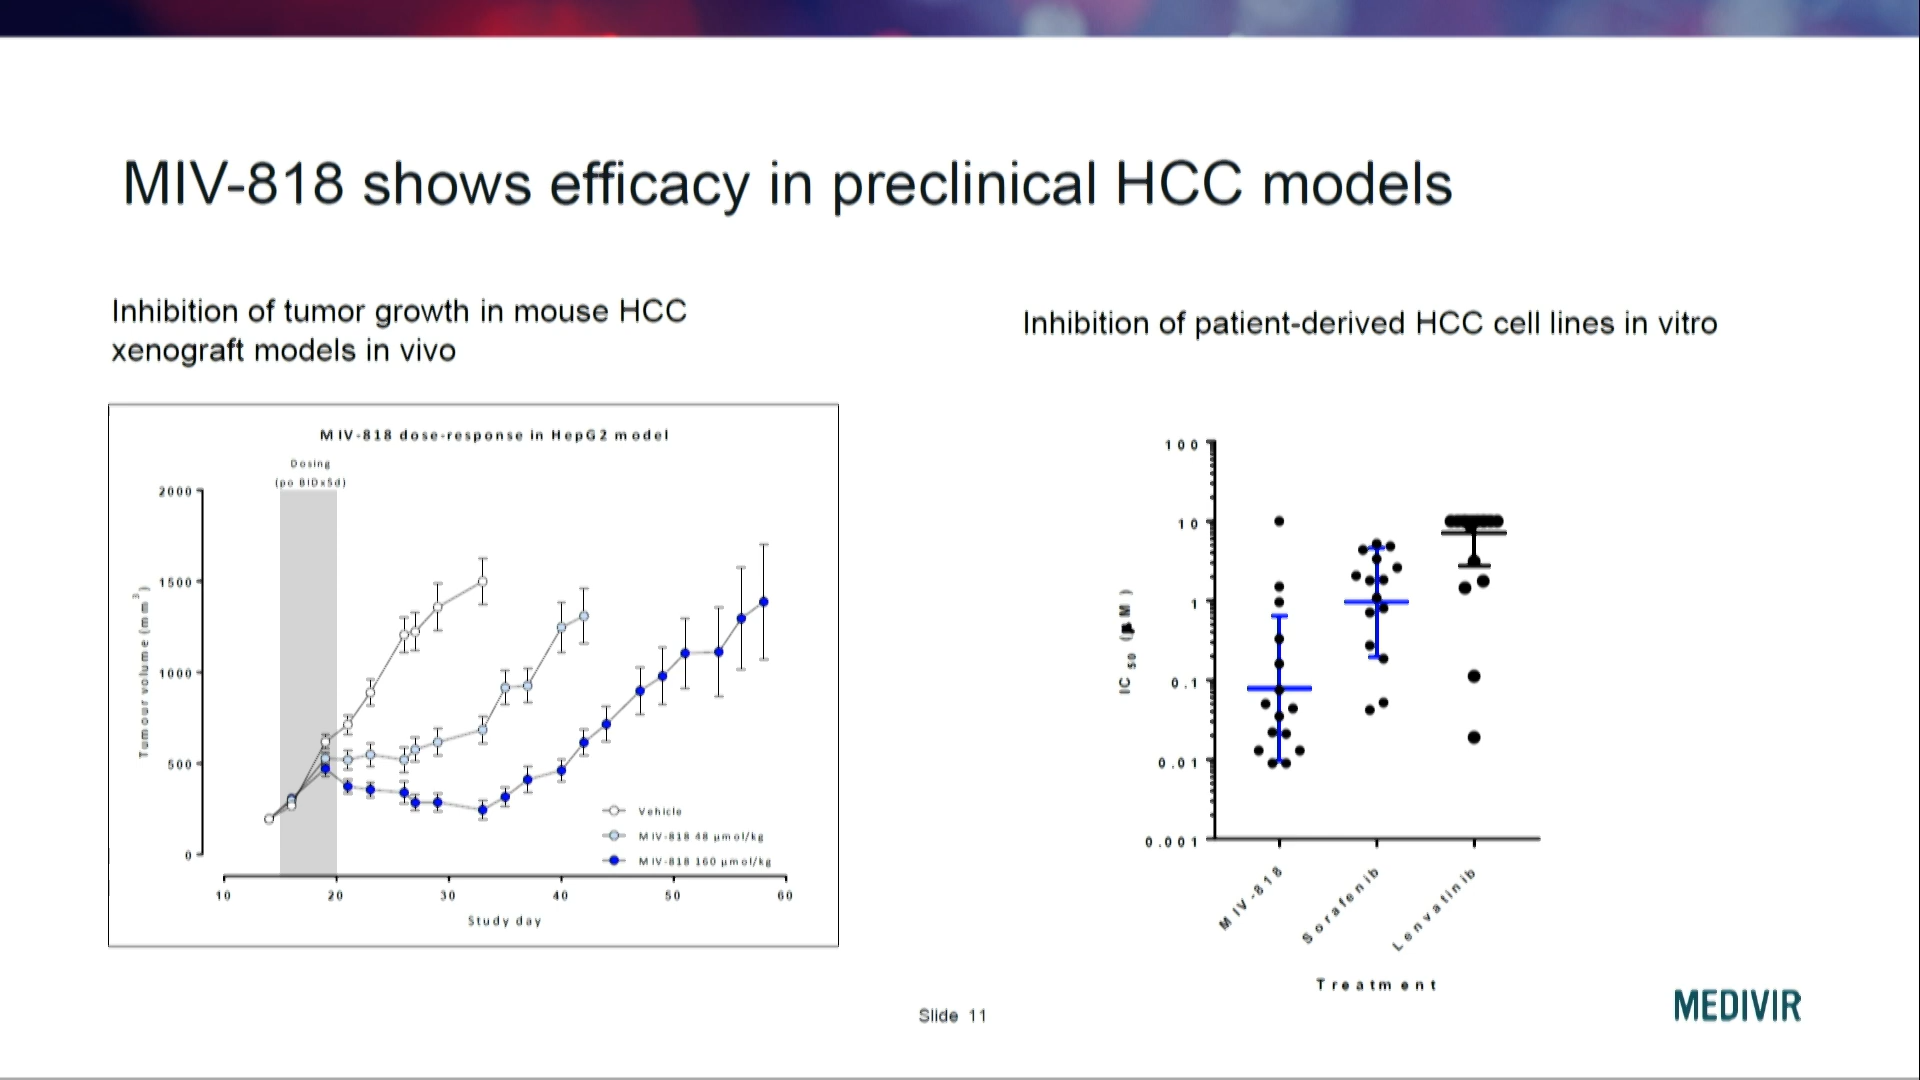 MIV-818 shows efficacy in preclinical HCC models
Inhibition of tumor growth in mouse HCC
xenograft models in vivo
MIV-818 dose-response in HepG2 model
Dosing
(po BIDx5d)
2000
1500
1000
500
0
Tumour volume (mm³)
10 20 30 40 50 60
Study day
Vehicle
MIV-818 48 µmol/kg
MIV-818 160 µmol/kg
Inhibition of patient-derived HCC cell lines in vitro
100
10
1
0.1
0.01
0.001
IC50 (µM)
MIV-818
Sorafenib
Lenvatinib
Treatment
Slide 11
MEDIVIR